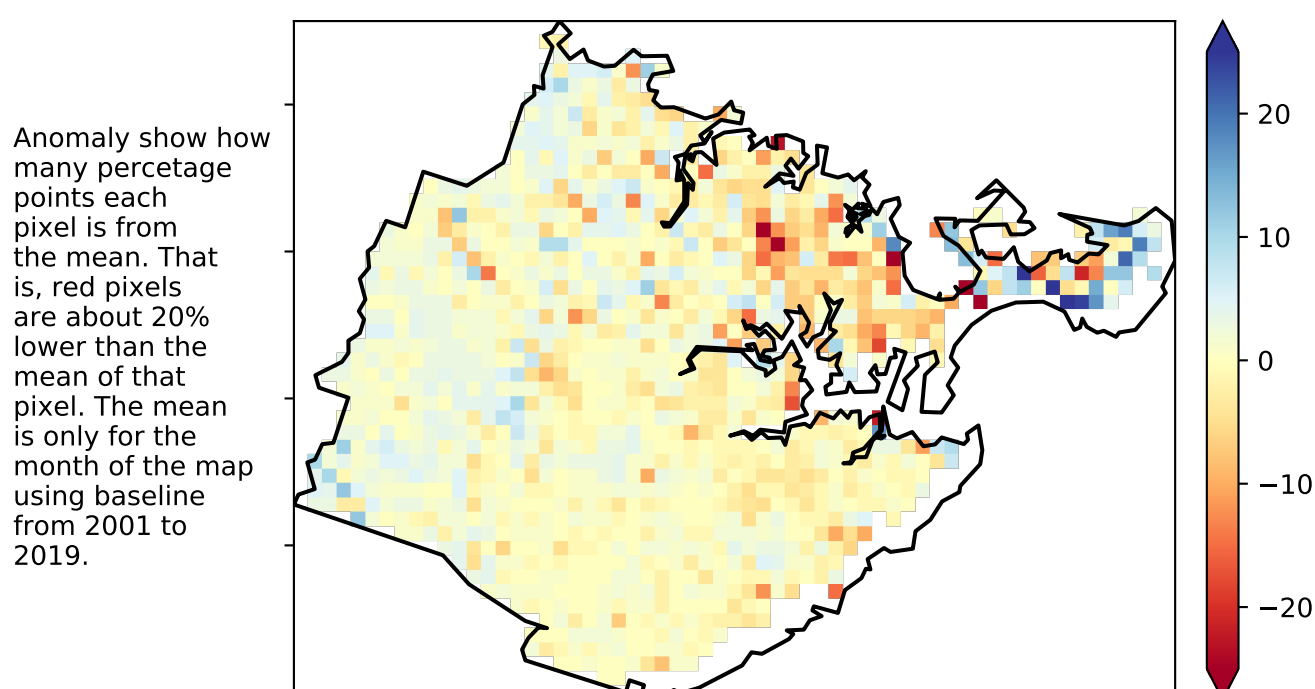 Anomaly show how
many percetage
points each
pixel is from
the mean. That
is, red pixels
are about 20%
lower than the
mean of that
pixel. The mean
is only for the
month of the map
using baseline
from 2001 to
2019.
20
10
0
−10
−20